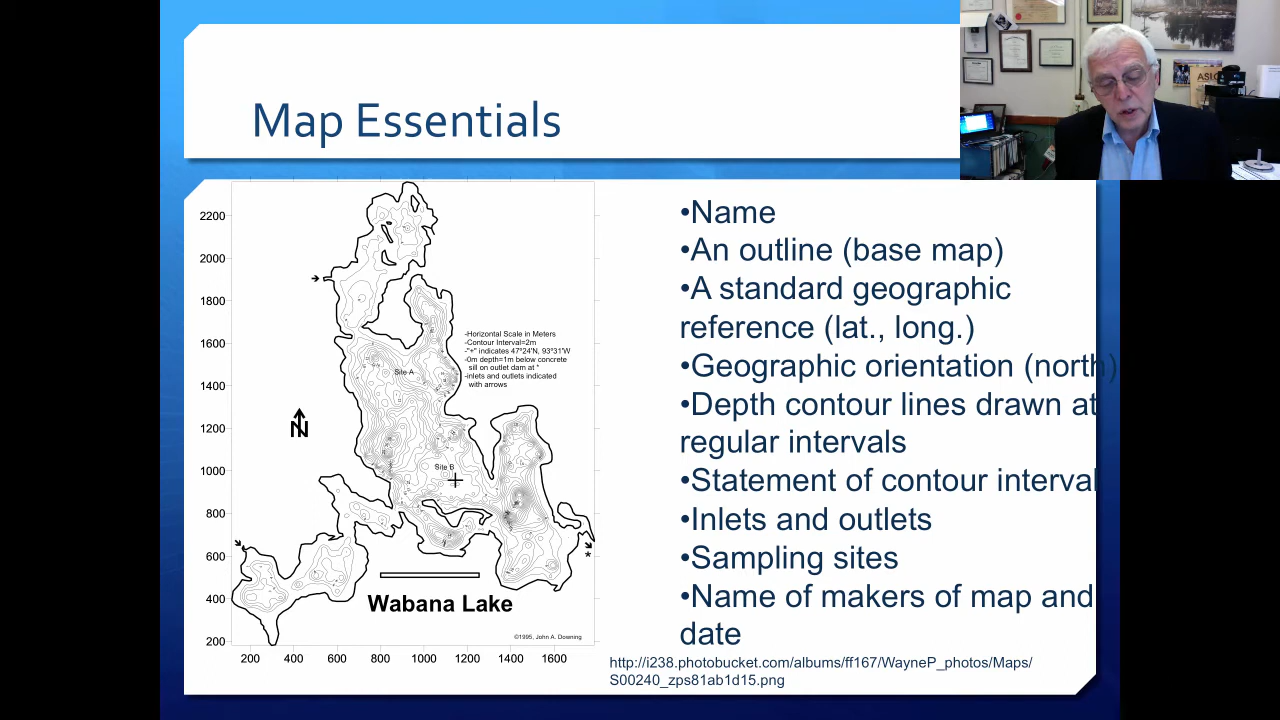 Map Essentials
ASLO
2200
2000
1800
1600
1400
1200
1000
800
600
400
200
-Horizontal Scale in Meters
-Contour Interval=2m
-"+" indicates 47°24'N, 93°31'W
-0m depth=1m below concrete
sill on outlet dam at *
-inlets and outlets indicated
with arrows
Site A
N
Site B
*
Wabana Lake
©1995, John A. Downing
200 400 600 800 1000 1200 1400 1600
•Name
•An outline (base map)
•A standard geographic
reference (lat., long.)
•Geographic orientation (north)
•Depth contour lines drawn at
regular intervals
•Statement of contour interval
•Inlets and outlets
•Sampling sites
•Name of makers of map and
date
http://i238.photobucket.com/albums/ff167/WayneP_photos/Maps/
S00240_zps81ab1d15.png